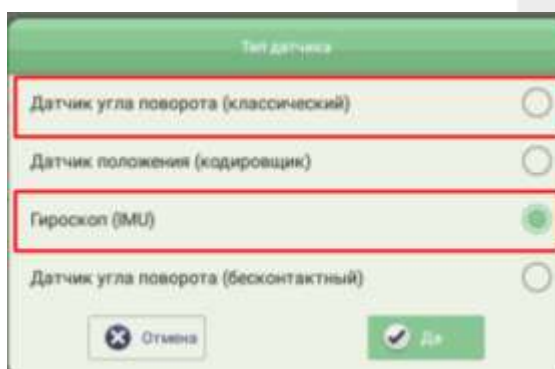 Тип датчика
Датчик угла поворота (классический)
Датчик положения (кодировщик)
Гироскоп (IMU)
Датчик угла поворота (бесконтактный)
Отмена
Да